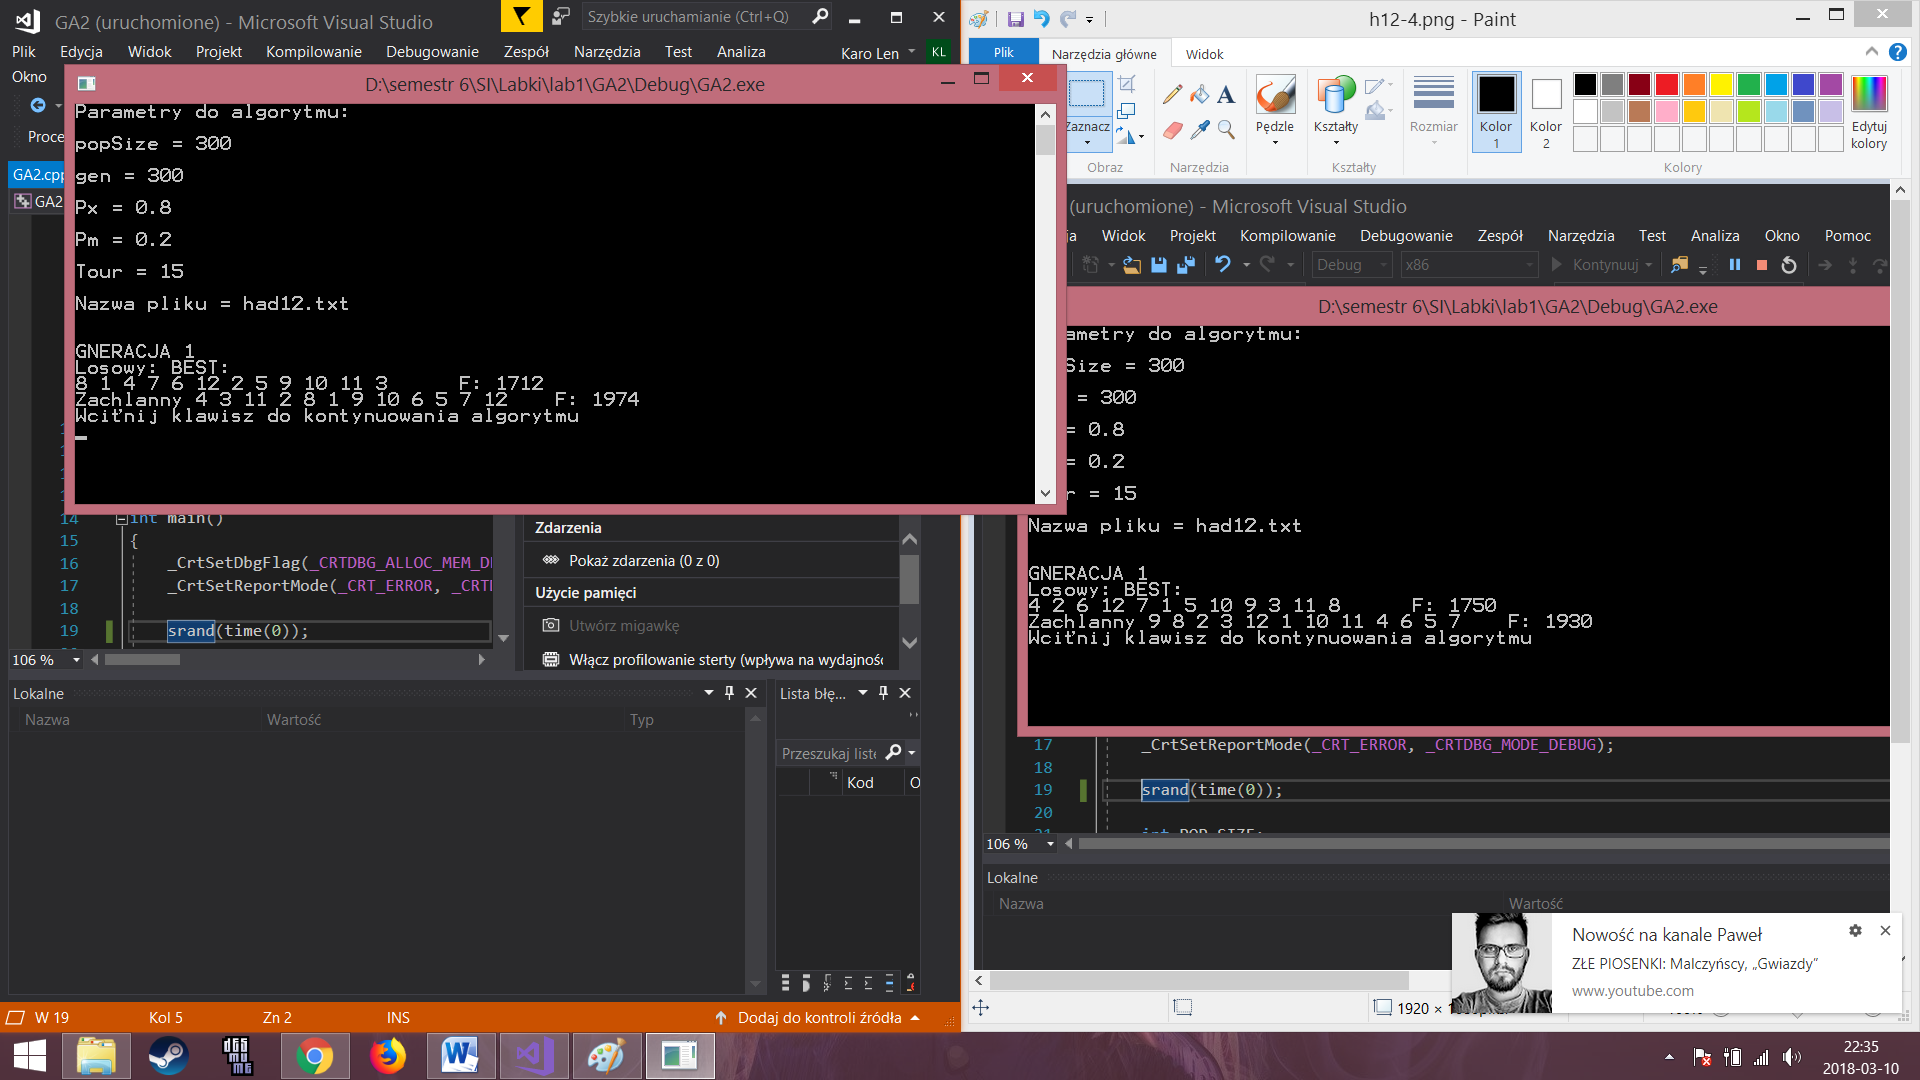 GA2 (uruchomione) - Microsoft Visual Studio
Szybkie uruchamianie (Ctrl+Q)
Plik Edycja Widok Projekt Kompilowanie Debugowanie Zespół Narzędzia Test Analiza Karo Len KL
Okno
Proce
GA2.cpp
GA2
D:\semestr 6\SI\Labki\lab1\GA2\Debug\GA2.exe
Parametry do algorytmu:
popSize = 300
gen = 300
Px = 0.8
Pm = 0.2
Tour = 15
Nazwa pliku = had12.txt
GNERACJA 1
Losowy: BEST:
8 1 4 7 6 12 2 5 9 10 11 3 F: 1712
Zachlanny 4 3 11 2 8 1 9 10 6 5 7 12 F: 1974
Wciťnij klawisz do kontynuowania algorytmu
14 int main()
15 {
16 _CrtSetDbgFlag(_CRTDBG_ALLOC_MEM_D
17 _CrtSetReportMode(_CRT_ERROR, _CRT
18
19 srand(time(0));
106 %
Zdarzenia
Pokaż zdarzenia (0 z 0)
Użycie pamięci
Utwórz migawkę
Włącz profilowanie sterty (wpływa na wydajnoś
Lokalne
Nazwa Wartość Typ
Lista błę...
Przeszukaj listę
Kod O
W 19 Kol 5 Zn 2 INS Dodaj do kontroli źródła
h12-4.png - Paint
Plik Narzędzia główne Widok
Zaznacz
Obraz
Narzędzia
Pędzle
Kształty
Kształty
Rozmiar
Kolor 1
Kolor 2
Edytuj kolory
Kolory
(uruchomione) - Microsoft Visual Studio
ja Widok Projekt Kompilowanie Debugowanie Zespół Narzędzia Test Analiza Okno Pomoc
Debug x86 Kontynuuj
D:\semestr 6\SI\Labki\lab1\GA2\Debug\GA2.exe
ametry do algorytmu:
Size = 300
= 300
= 0.8
= 0.2
r = 15
Nazwa pliku = had12.txt
GNERACJA 1
Losowy: BEST:
4 2 6 12 7 1 5 10 9 3 11 8 F: 1750
Zachlanny 9 8 2 3 12 1 10 11 4 6 5 7 F: 1930
Wciťnij klawisz do kontynuowania algorytmu
17 _CrtSetReportMode(_CRT_ERROR, _CRTDBG_MODE_DEBUG);
18
19 srand(time(0));
20
21 int POP_SIZE;
106 %
Lokalne
Nazwa Wartość
Nowość na kanale Paweł
ZŁE PIOSENKI: Malczyńscy, „Gwiazdy”
www.youtube.com
1920 ×
22:35
2018-03-10